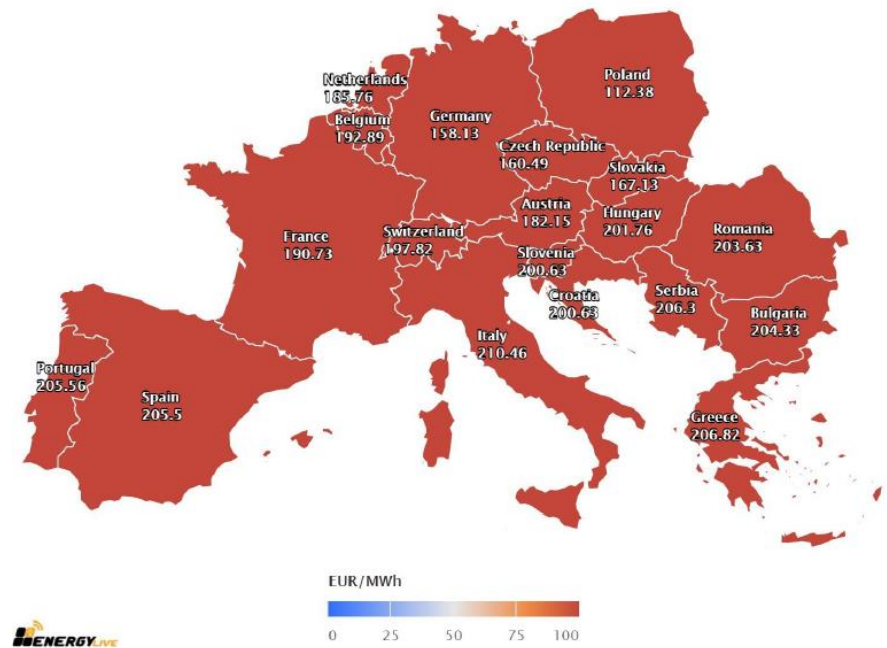 Netherlands
185.76
Belgium
192.89
Germany
158.13
Poland
112.38
Czech Republic
160.49
Slovakia
167.13
Austria
182.15
Hungary
201.76
Romania
203.63
France
190.73
Switzerland
197.82
Slovenia
200.63
Croatia
200.63
Serbia
206.3
Bulgaria
204.33
Italy
210.46
Portugal
205.56
Spain
205.5
Greece
206.82
EUR/MWh
0 25 50 75 100
ENERGYLIVE